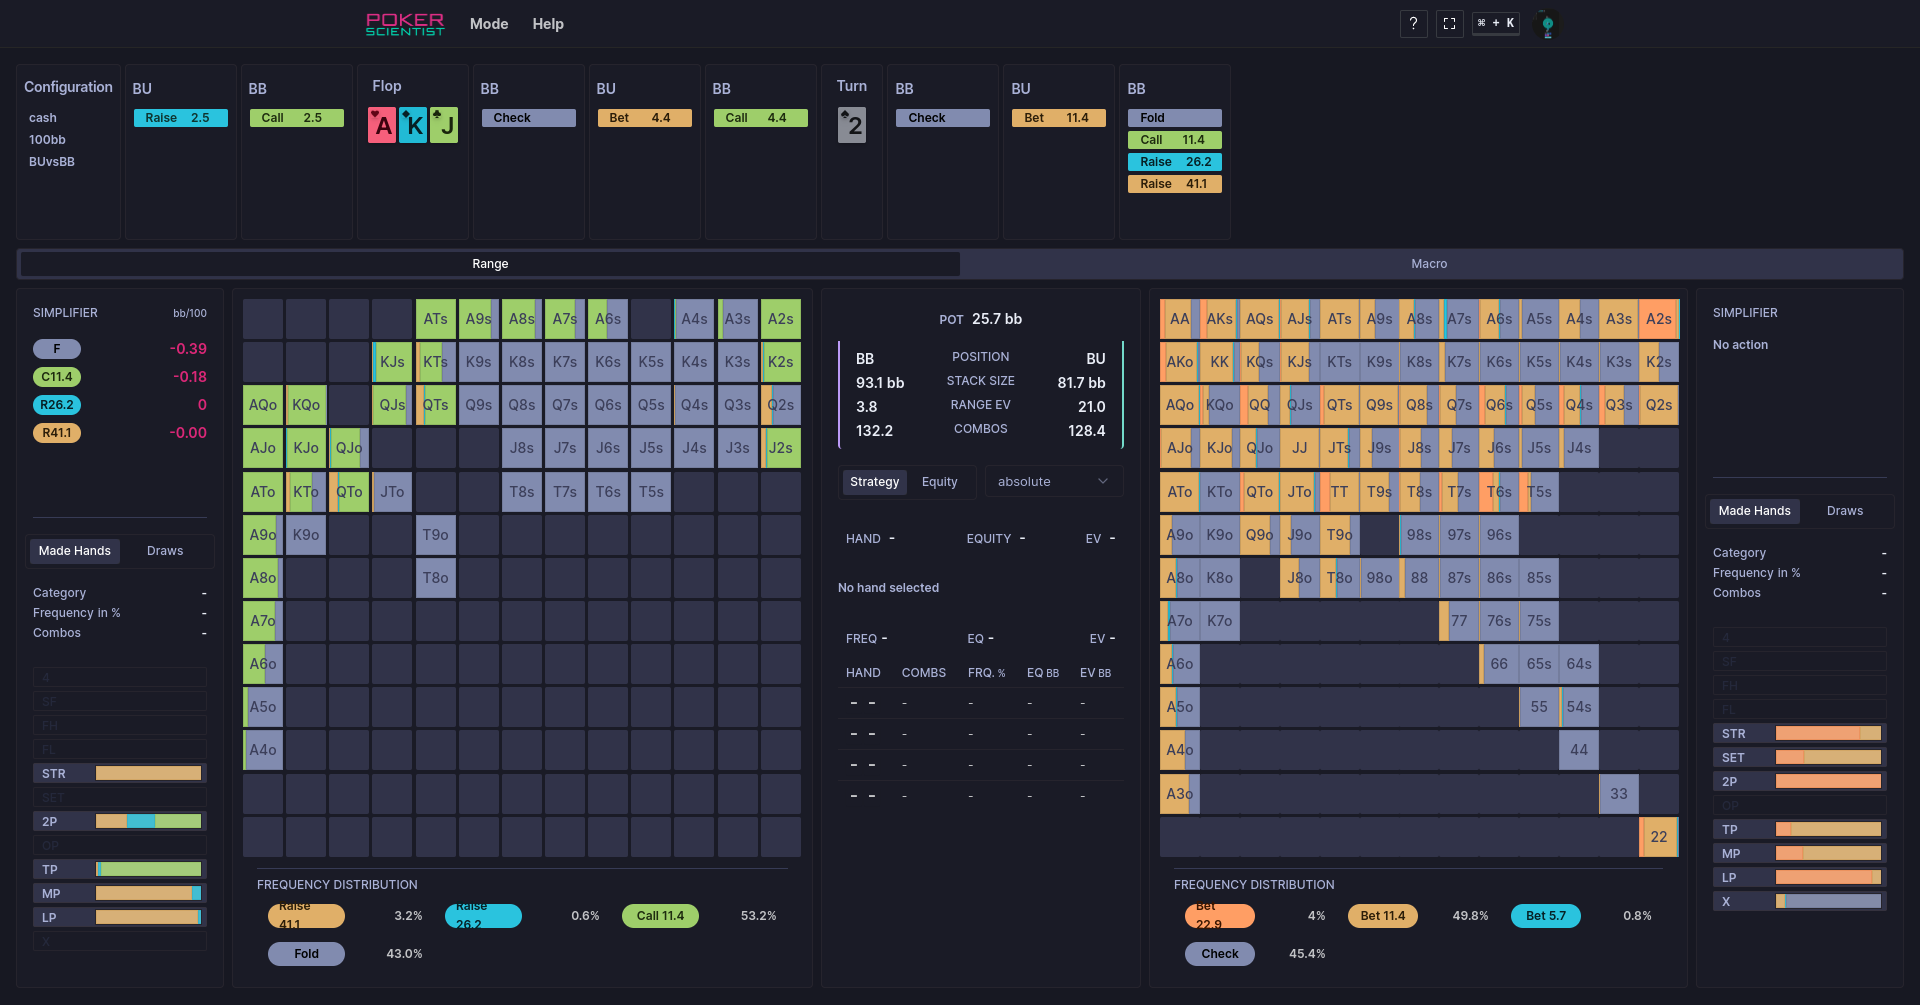 POKER
SCIENTIST
Mode Help
? ⌘ + K
Configuration
cash
100bb
BUvsBB
BU
Raise 2.5
BB
Call 2.5
Flop
A K J
BB
Check
BU
Bet 4.4
BB
Call 4.4
Turn
2
BB
Check
BU
Bet 11.4
BB
Fold
Call 11.4
Raise 26.2
Raise 41.1
Range Macro
SIMPLIFIER bb/100
F -0.39
C11.4 -0.18
R26.2 0
R41.1 -0.00
Made Hands Draws
Category -
Frequency in % -
Combos -
4
SF
FH
FL
STR
SET
2P
OP
TP
MP
LP
X
ATs A9s A8s A7s A6s A4s A3s A2s
KJs KTs K9s K8s K7s K6s K5s K4s K3s K2s
AQo KQo QJs QTs Q9s Q8s Q7s Q6s Q5s Q4s Q3s Q2s
AJo KJo QJo J8s J7s J6s J5s J4s J3s J2s
ATo KTo QTo JTo T8s T7s T6s T5s
A9o K9o T9o
A8o T8o
A7o
A6o
A5o
A4o
FREQUENCY DISTRIBUTION
Raise 41.1 3.2% Raise 26.2 0.6% Call 11.4 53.2%
Fold 43.0%
POT 25.7 bb
BB POSITION BU
93.1 bb STACK SIZE 81.7 bb
3.8 RANGE EV 21.0
132.2 COMBOS 128.4
Strategy Equity absolute
HAND - EQUITY - EV -
No hand selected
FREQ - EQ - EV -
HAND COMBS FRQ. % EQ BB EV BB
- - - - - -
- - - - - -
- - - - - -
- - - - - -
AA AKs AQs AJs ATs A9s A8s A7s A6s A5s A4s A3s A2s
AKo KK KQs KJs KTs K9s K8s K7s K6s K5s K4s K3s K2s
AQo KQo QQ QJs QTs Q9s Q8s Q7s Q6s Q5s Q4s Q3s Q2s
AJo KJo QJo JJ JTs J9s J8s J7s J6s J5s J4s
ATo KTo QTo JTo TT T9s T8s T7s T6s T5s
A9o K9o Q9o J9o T9o 98s 97s 96s
A8o K8o J8o T8o 98o 88 87s 86s 85s
A7o K7o 77 76s 75s
A6o 66 65s 64s
A5o 55 54s
A4o 44
A3o 33
22
FREQUENCY DISTRIBUTION
Bet 22.9 4% Bet 11.4 49.8% Bet 5.7 0.8%
Check 45.4%
SIMPLIFIER
No action
Made Hands Draws
Category -
Frequency in % -
Combos -
4
SF
FH
FL
STR
SET
2P
OP
TP
MP
LP
X